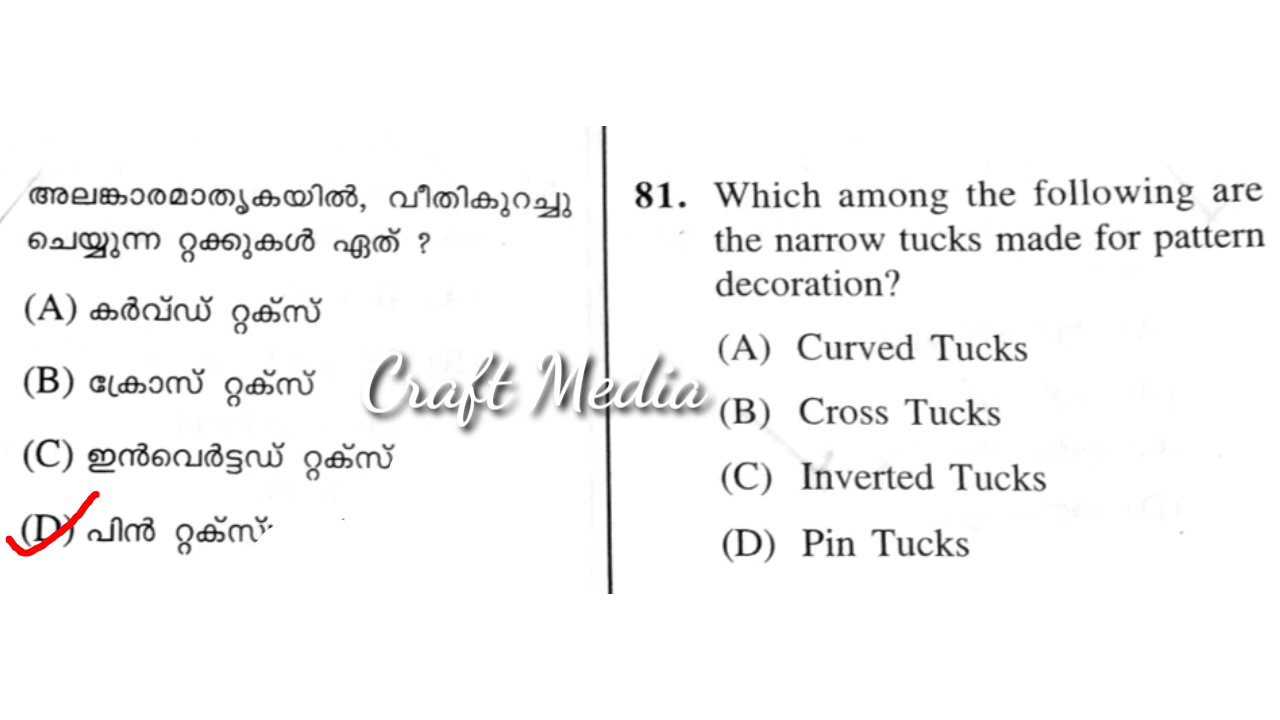 അലങ്കാരമാതൃകയിൽ, വീതികുറച്ചു
ചെയ്യുന്ന റ്റക്കുകൾ ഏത് ?
(A) കർവ്ഡ് റ്റക്സ്
(B) ക്രോസ് റ്റക്സ്
(C) ഇൻവെർട്ടഡ് റ്റക്സ്
(D) പിൻ റ്റക്സ്
Craft Media
81. Which among the following are
the narrow tucks made for pattern
decoration?
(A) Curved Tucks
(B) Cross Tucks
(C) Inverted Tucks
(D) Pin Tucks